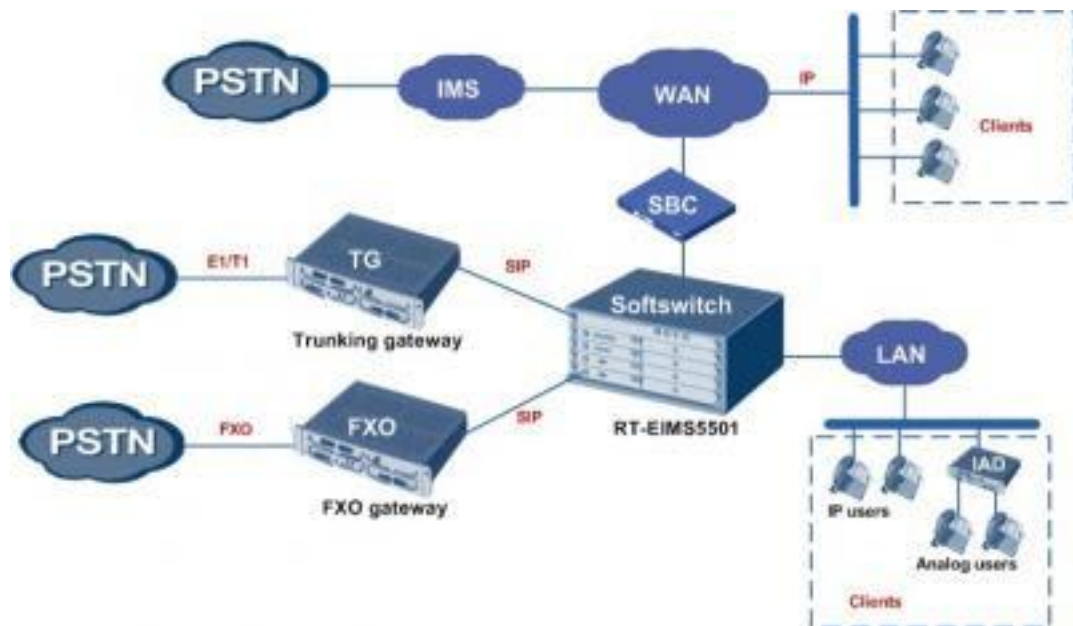 PSTN
IMS
WAN
IP
Clients
SBC
PSTN
E1/T1
TG
SIP
Softswitch
Trunking gateway
LAN
PSTN
FXO
FXO
SIP
RT-EIMS5501
FXO gateway
IAD
IP users
Analog users
Clients